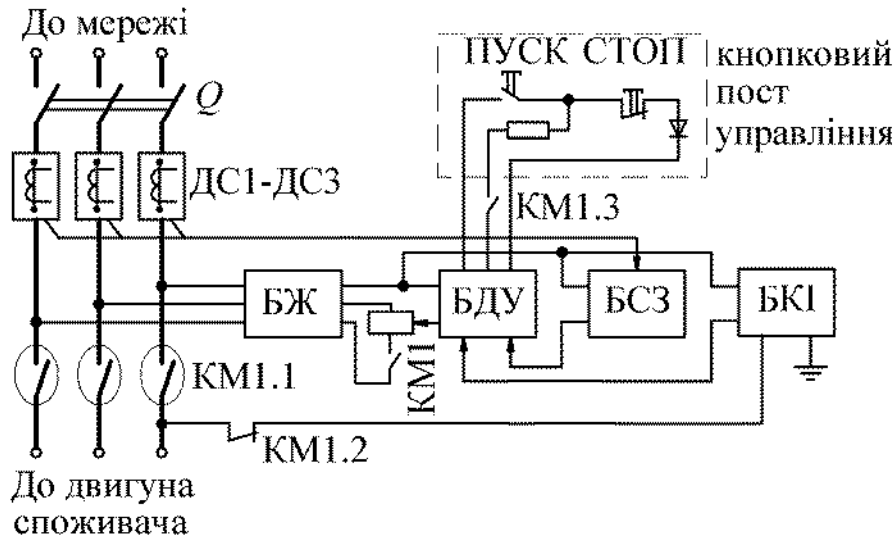 До мережі
Q
ПУСК СТОП
кнопковий
пост
управління
ДС1-ДС3
КМ1.3
БЖ
БДУ
БСЗ
БКІ
КМ1
КМ1.1
КМ1.2
До двигуна
споживача